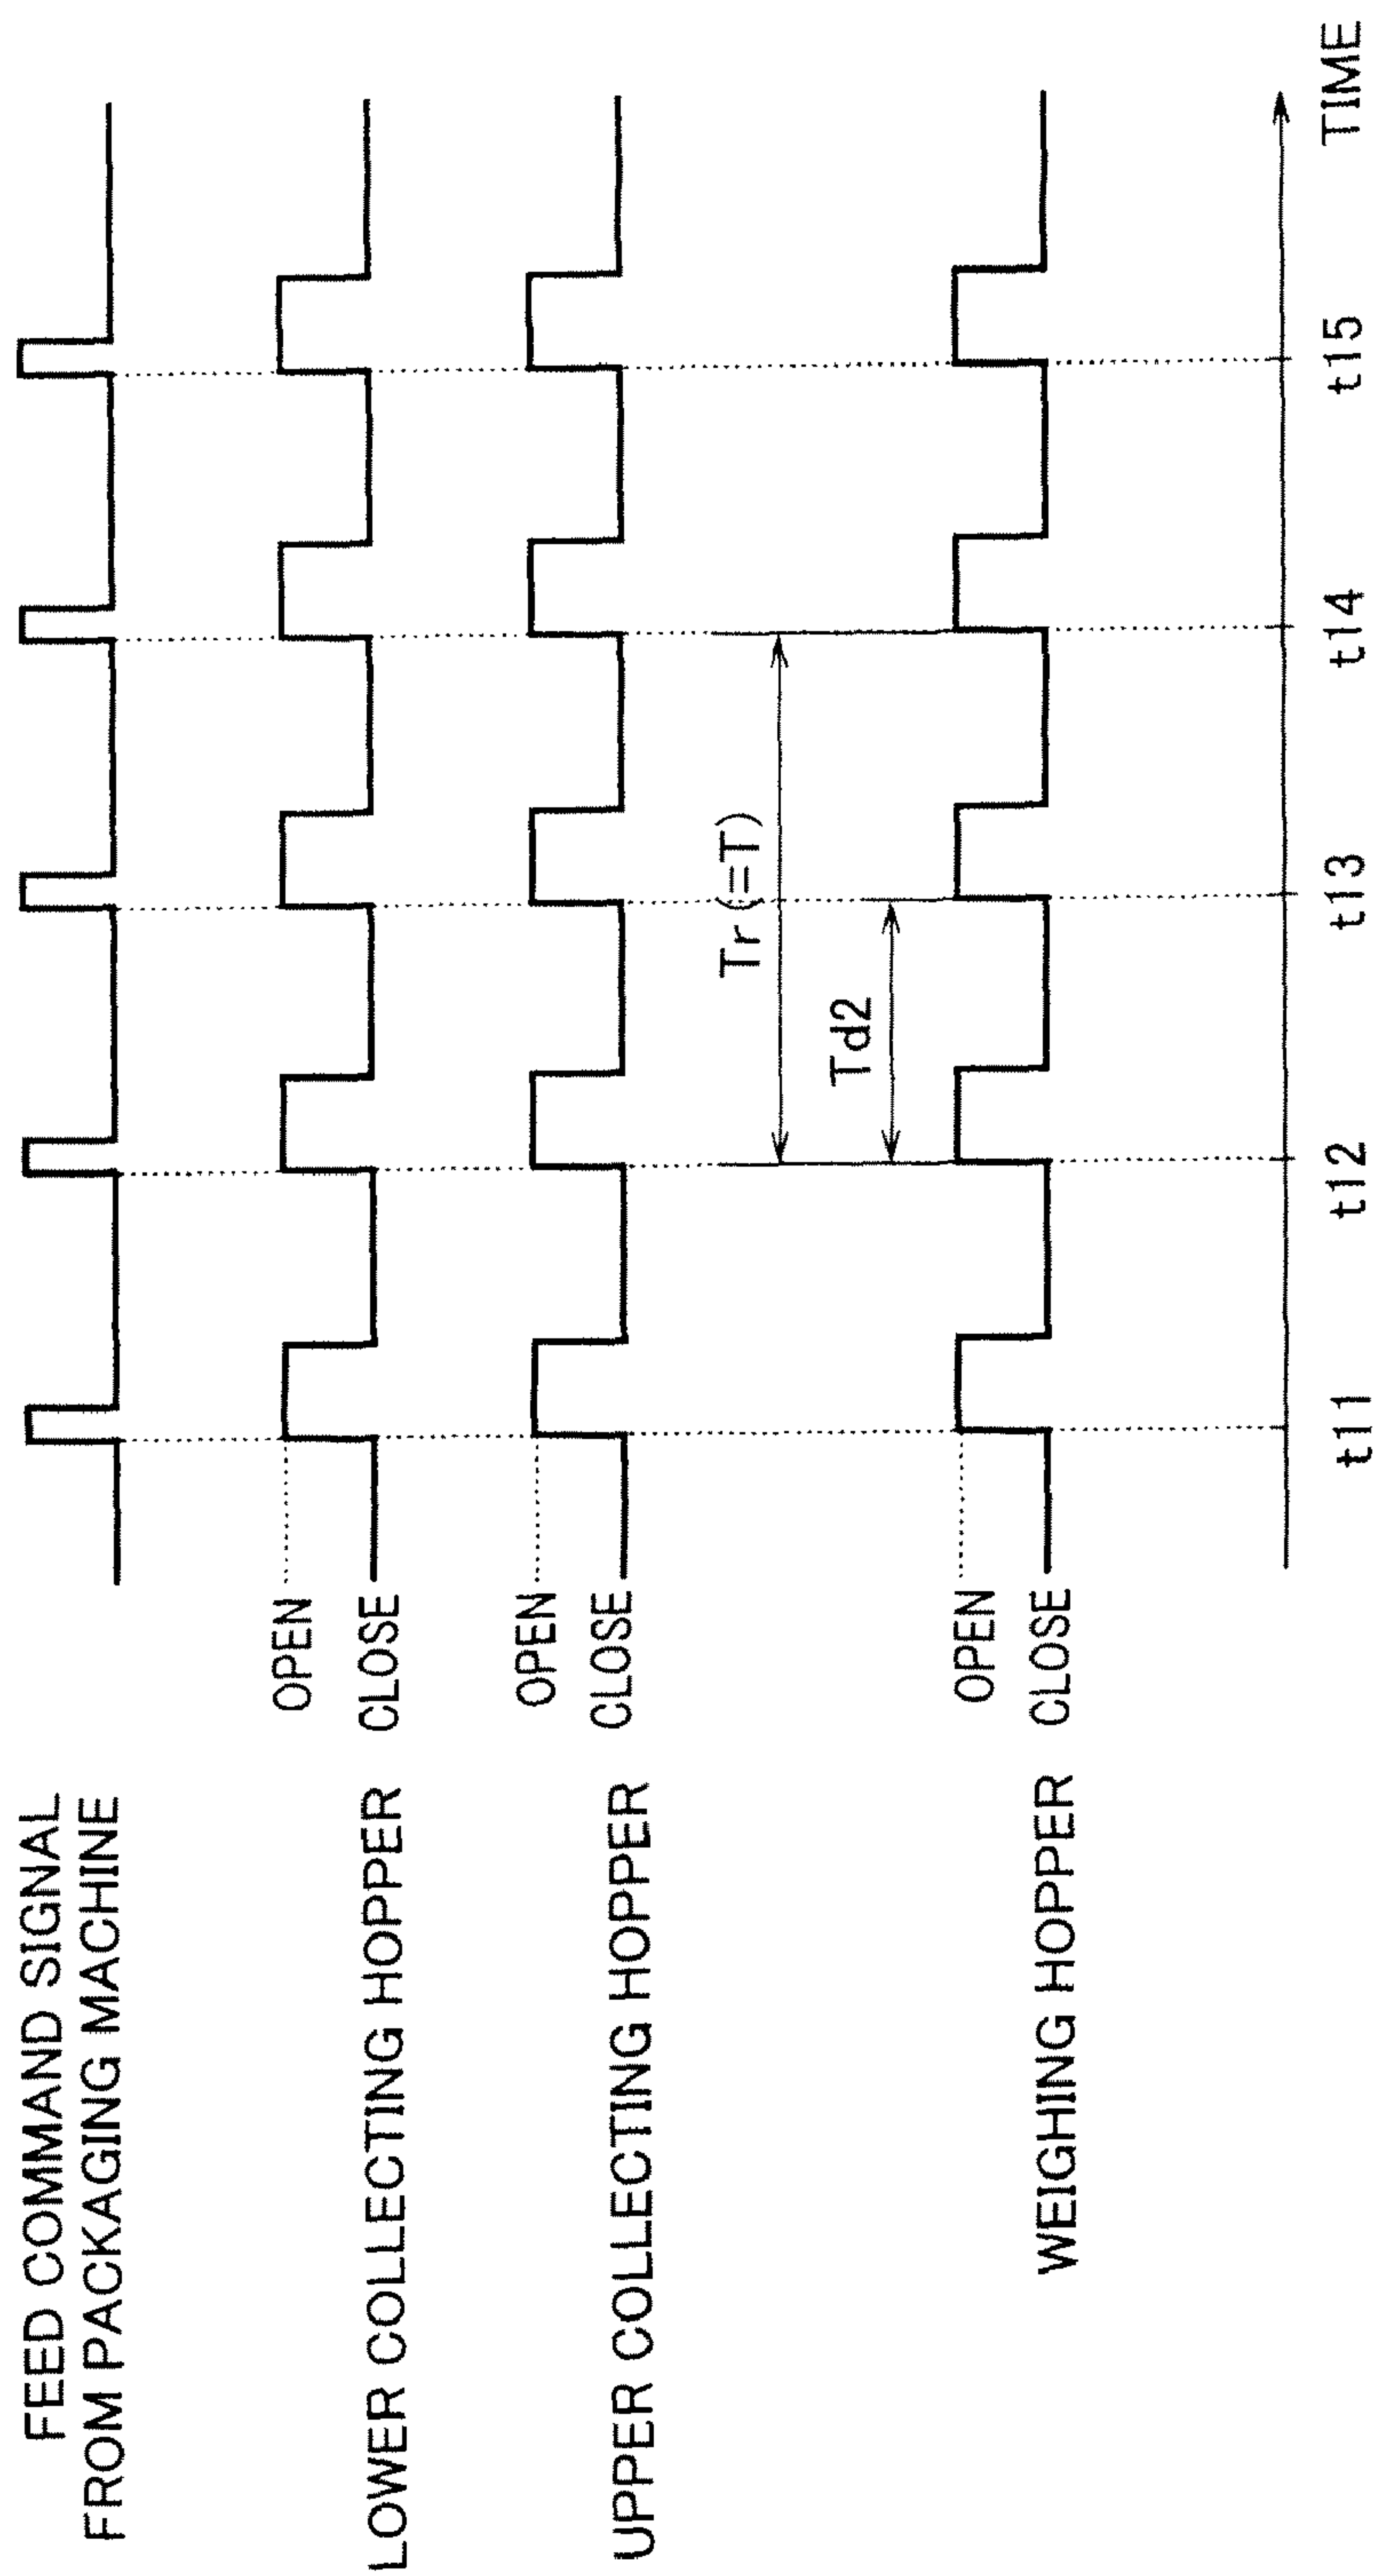 FEED COMMAND SIGNAL
FROM PACKAGING MACHINE
OPEN
LOWER COLLECTING HOPPER CLOSE
OPEN
UPPER COLLECTING HOPPER CLOSE
Tr(=T)
Td2
OPEN
WEIGHING HOPPER CLOSE
t11 t12 t13 t14 t15 TIME